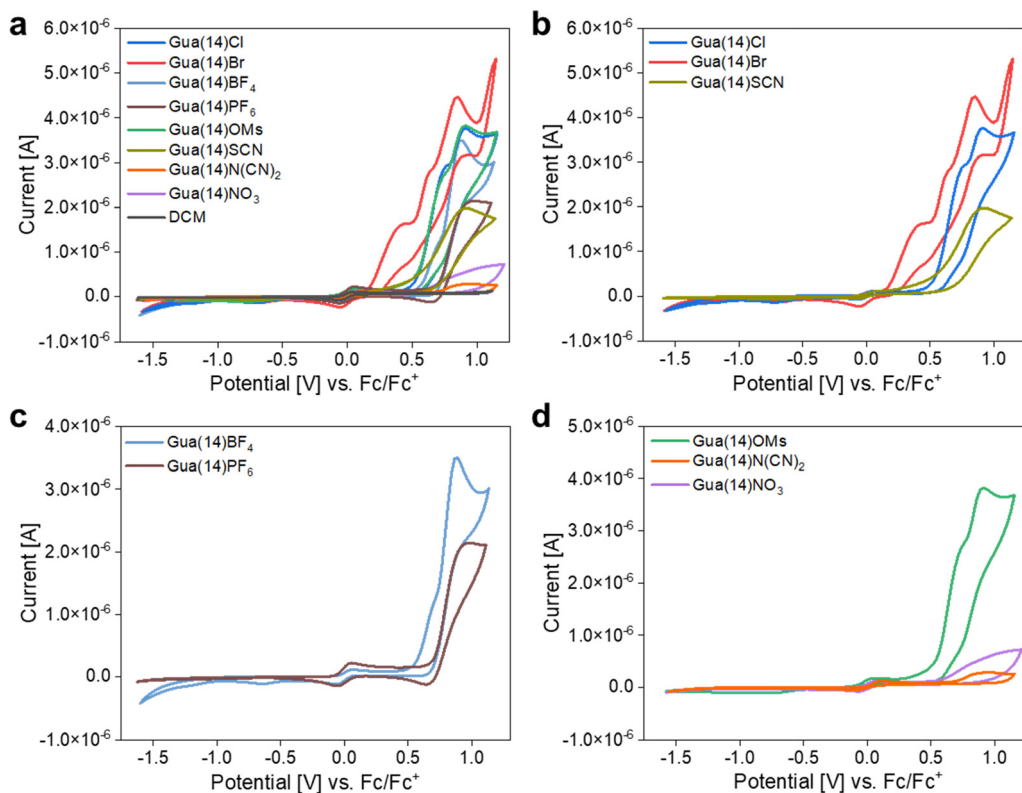 a
6.0×10⁻⁶
5.0×10⁻⁶
4.0×10⁻⁶
3.0×10⁻⁶
2.0×10⁻⁶
1.0×10⁻⁶
0.0
-1.0×10⁻⁶
Current [A]
Gua(14)Cl
Gua(14)Br
Gua(14)BF₄
Gua(14)PF₆
Gua(14)OMs
Gua(14)SCN
Gua(14)N(CN)₂
Gua(14)NO₃
DCM
-1.5 -1.0 -0.5 0.0 0.5 1.0
Potential [V] vs. Fc/Fc⁺
b
6.0×10⁻⁶
5.0×10⁻⁶
4.0×10⁻⁶
3.0×10⁻⁶
2.0×10⁻⁶
1.0×10⁻⁶
0.0
-1.0×10⁻⁶
Current [A]
Gua(14)Cl
Gua(14)Br
Gua(14)SCN
-1.5 -1.0 -0.5 0.0 0.5 1.0
Potential [V] vs. Fc/Fc⁺
c
4.0×10⁻⁶
3.0×10⁻⁶
2.0×10⁻⁶
1.0×10⁻⁶
0.0
-1.0×10⁻⁶
Current [A]
Gua(14)BF₄
Gua(14)PF₆
-1.5 -1.0 -0.5 0.0 0.5 1.0
Potential [V] vs. Fc/Fc⁺
d
5.0×10⁻⁶
4.0×10⁻⁶
3.0×10⁻⁶
2.0×10⁻⁶
1.0×10⁻⁶
0.0
-1.0×10⁻⁶
Current [A]
Gua(14)OMs
Gua(14)N(CN)₂
Gua(14)NO₃
-1.5 -1.0 -0.5 0.0 0.5 1.0
Potential [V] vs. Fc/Fc⁺